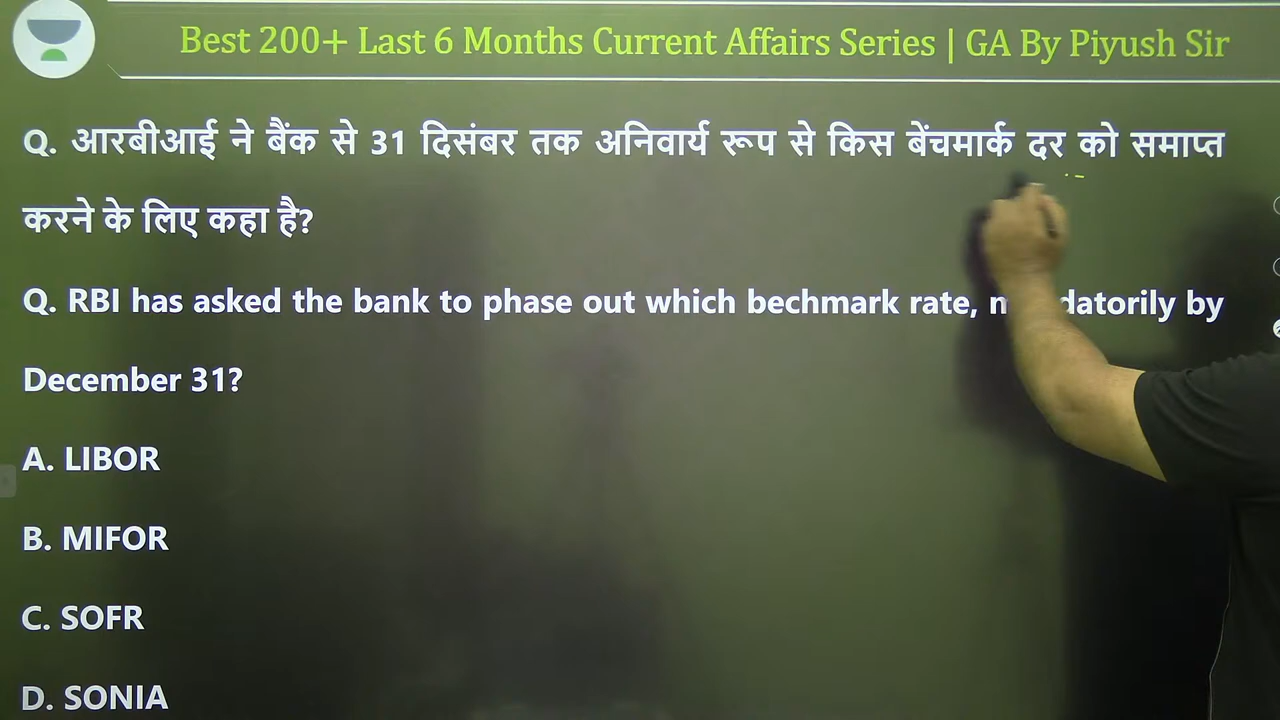 Best 200+ Last 6 Months Current Affairs Series | GA By Piyush Sir
Q. आरबीआई ने बैंक से 31 दिसंबर तक अनिवार्य रूप से किस बेंचमार्क दर को समाप्त
करने के लिए कहा है?
Q. RBI has asked the bank to phase out which bechmark rate, by
December 31?
A. LIBOR
B. MIFOR
C. SOFR
D. SONIA